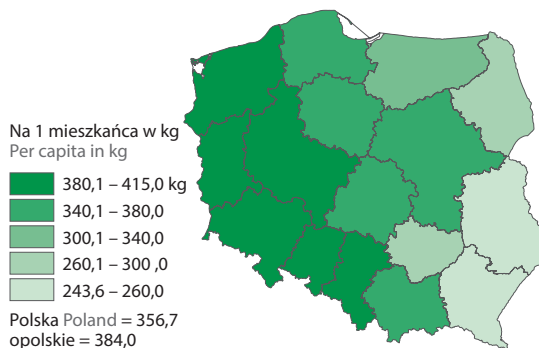 Na 1 mieszkańca w kg
Per capita in kg
380,1 – 415,0 kg
340,1 – 380,0
300,1 – 340,0
260,1 – 300 ,0
243,6 – 260,0
Polska Poland = 356,7
opolskie = 384,0